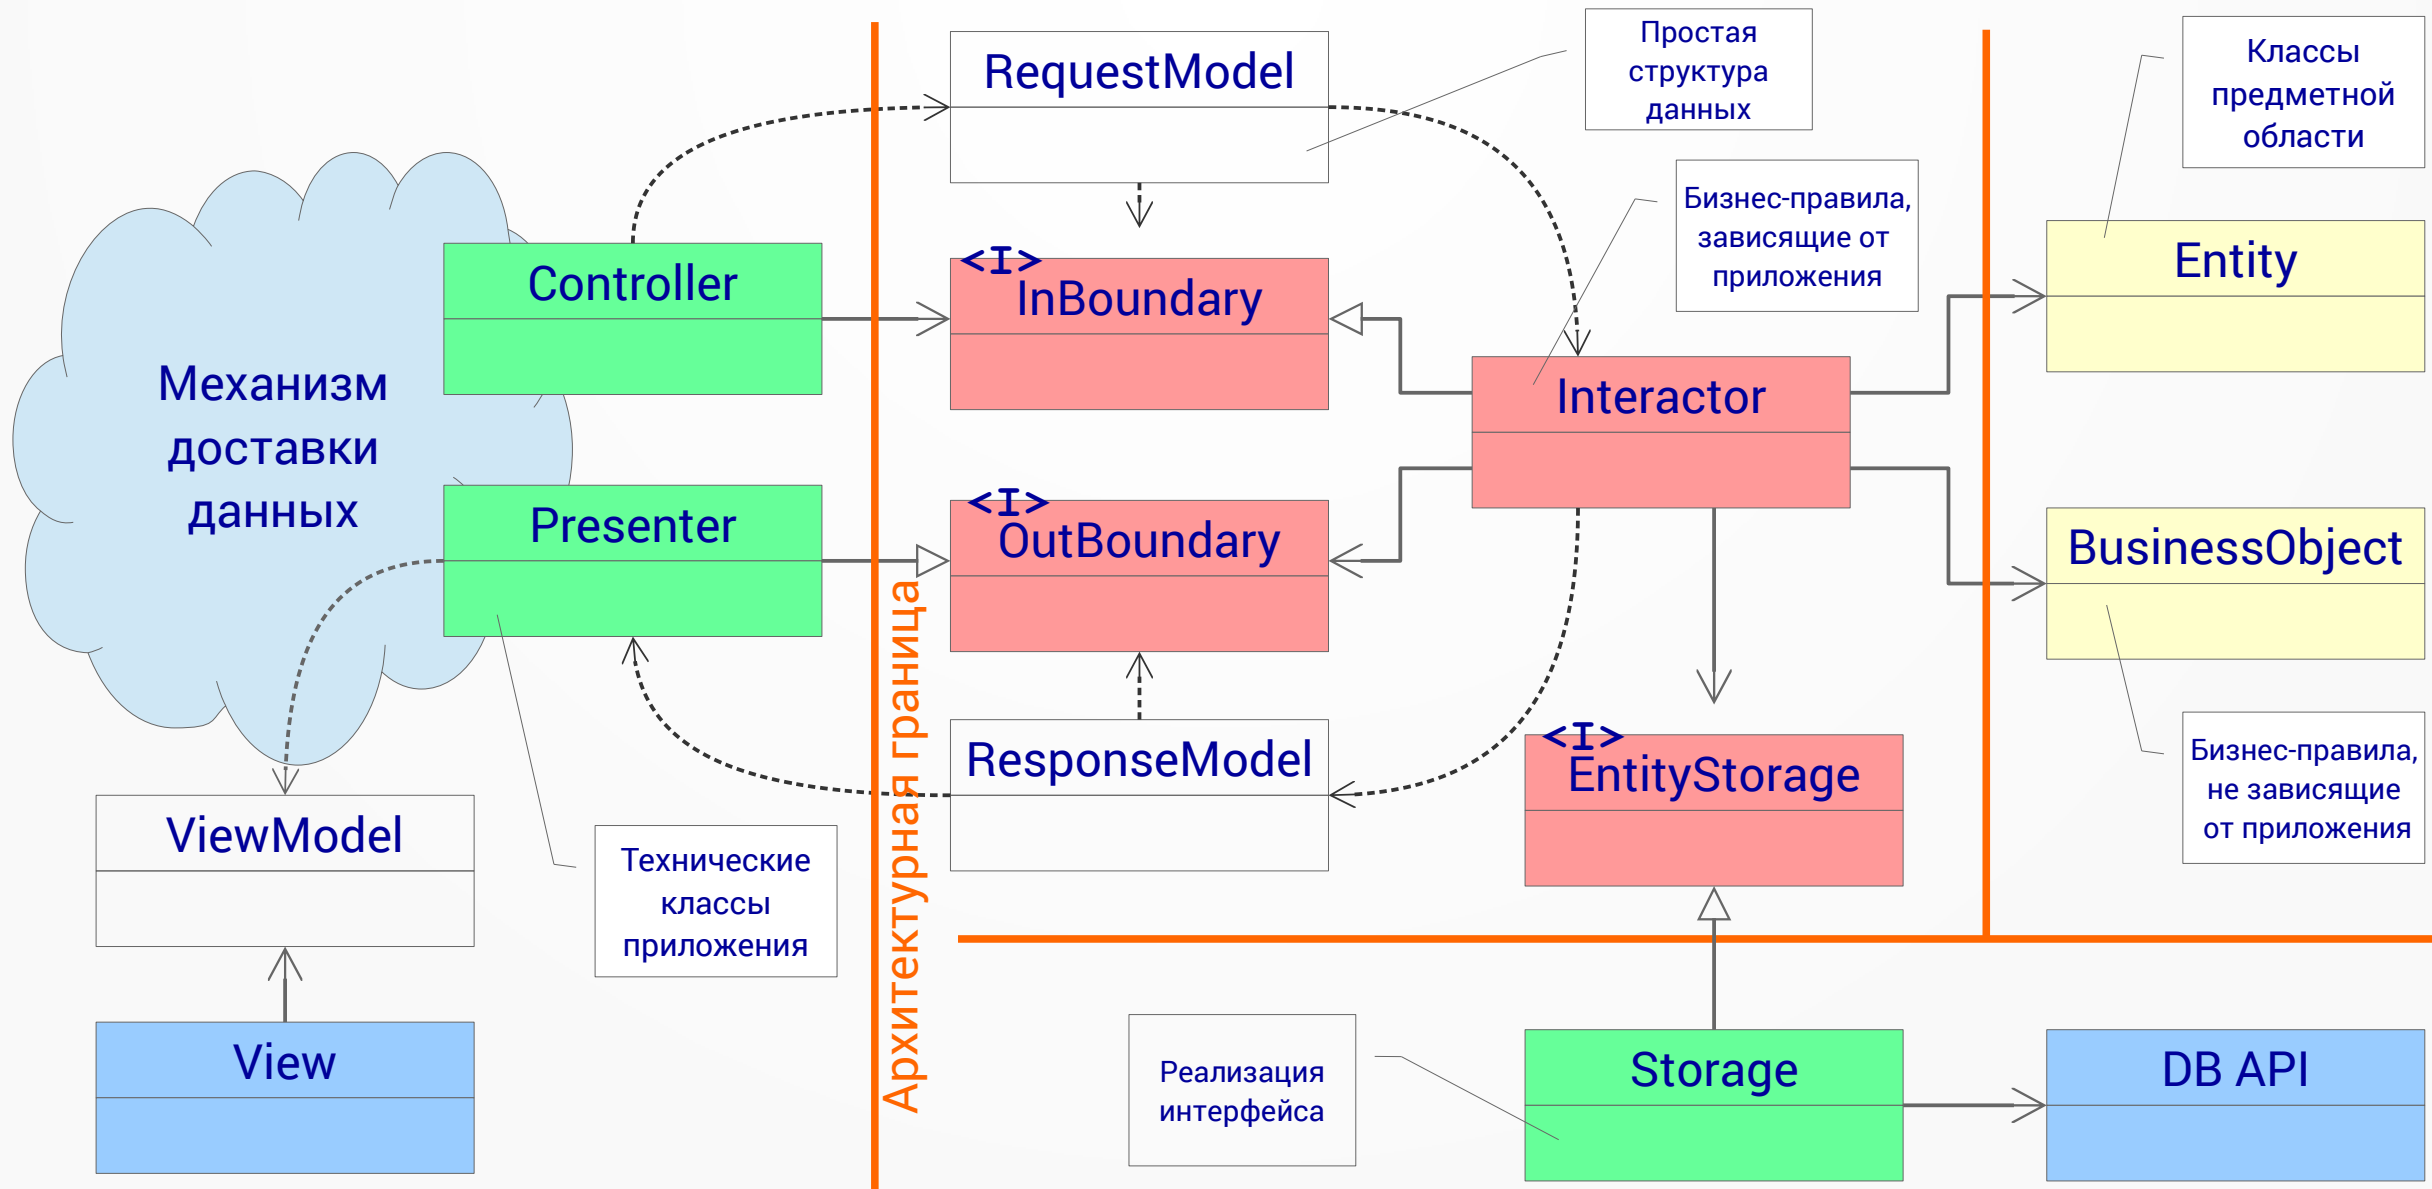 RequestModel
Простая
структура
данных
Классы
предметной
области
Бизнес-правила,
зависящие от
приложения
Controller
<I>
InBoundary
Entity
Механизм
доставки
данных
Interactor
Presenter
<I>
OutBoundary
BusinessObject
Архитектурная граница
ResponseModel
<I>
EntityStorage
Бизнес-правила,
не зависящие
от приложения
ViewModel
Технические
классы
приложения
View
Реализация
интерфейса
Storage
DB API